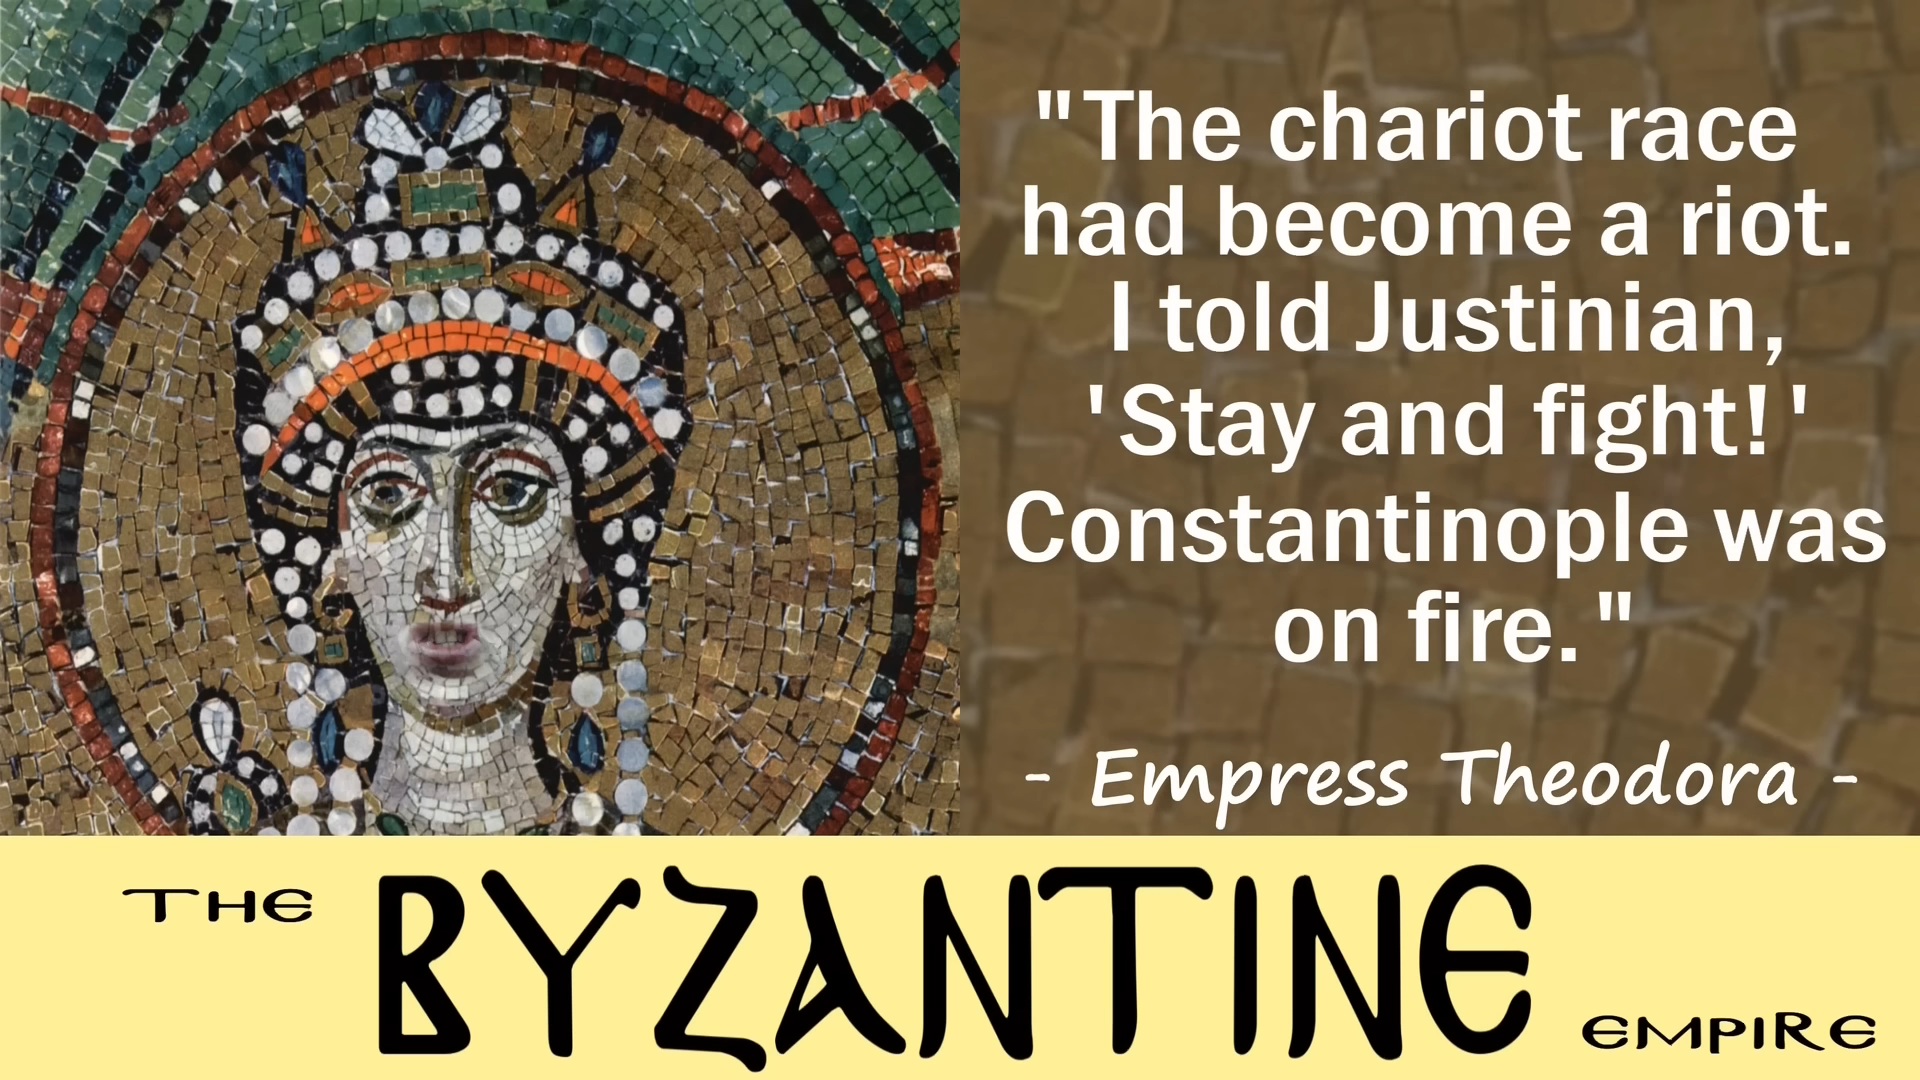 "The chariot race
had become a riot.
I told Justinian,
'Stay and fight!'
Constantinople was
on fire."
- Empress Theodora -
THE BYZANTINE EMPIRE